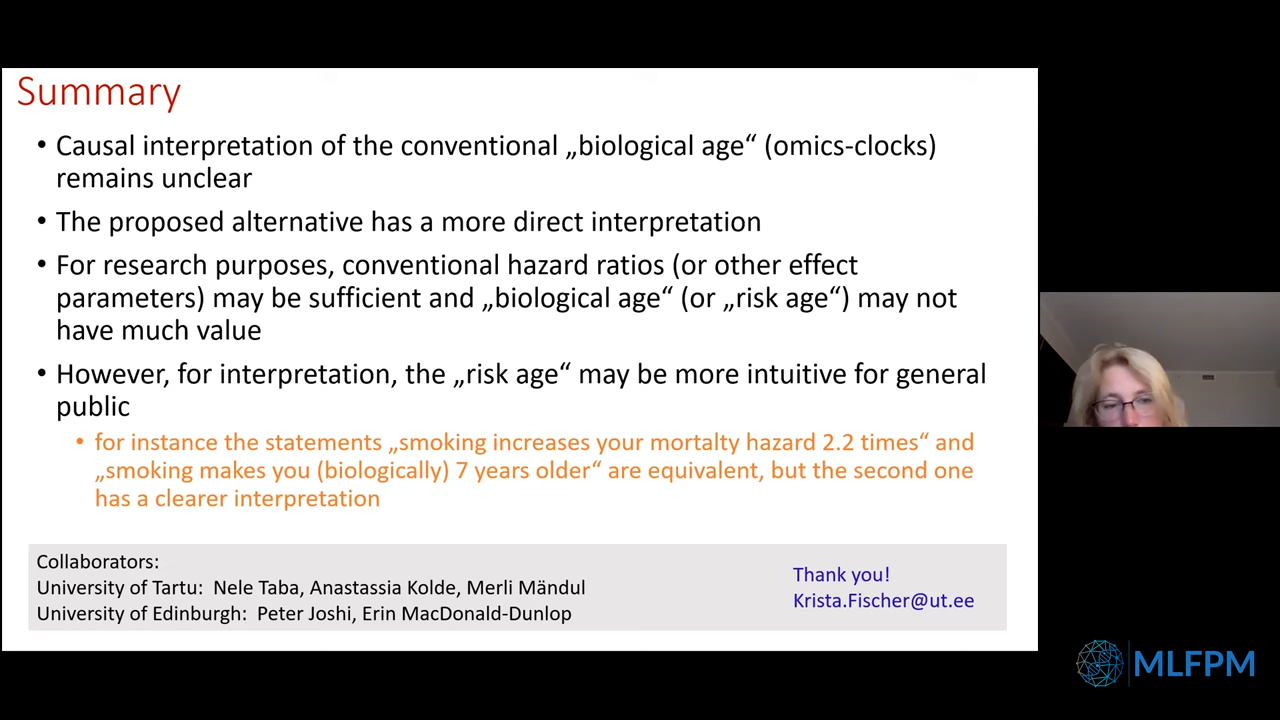 Summary
• Causal interpretation of the conventional „biological age“ (omics-clocks)
remains unclear
• The proposed alternative has a more direct interpretation
• For research purposes, conventional hazard ratios (or other effect
parameters) may be sufficient and „biological age“ (or „risk age“) may not
have much value
• However, for interpretation, the „risk age“ may be more intuitive for general
public
• for instance the statements „smoking increases your mortalty hazard 2.2 times“ and
„smoking makes you (biologically) 7 years older“ are equivalent, but the second one
has a clearer interpretation
Collaborators:
University of Tartu: Nele Taba, Anastassia Kolde, Merli Mändul
University of Edinburgh: Peter Joshi, Erin MacDonald-Dunlop
Thank you!
Krista.Fischer@ut.ee
MLFPM